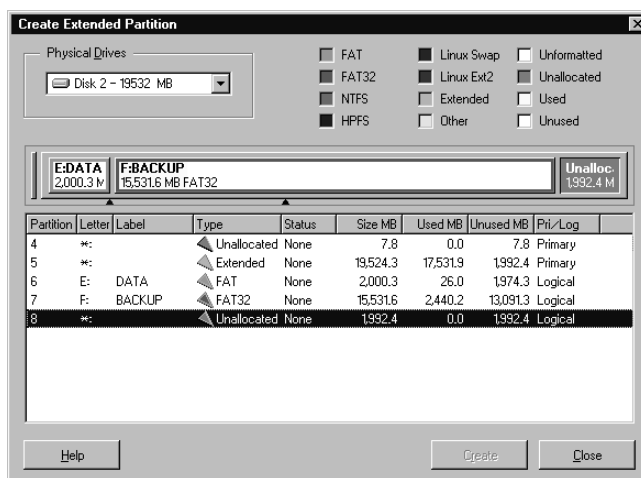 Create Extended Partition
Physical Drives
Disk 2 - 19532 MB
FAT
FAT32
NTFS
HPFS
Linux Swap
Linux Ext2
Extended
Other
Unformatted
Unallocated
Used
Unused
E:DATA
2,000.3 M
F:BACKUP
15,531.6 MB FAT32
Unalloc.
1,992.4 M
Partition Letter Label Type Status Size MB Used MB Unused MB Pri/Log
4 *: Unallocated None 7.8 0.0 7.8 Primary
5 *: Extended None 19,524.3 17,531.9 1,992.4 Primary
6 E: DATA FAT None 2,000.3 26.0 1,974.3 Logical
7 F: BACKUP FAT32 None 15,531.6 2,440.2 13,091.3 Logical
8 *: Unallocated None 1,992.4 0.0 1,992.4 Logical
Help
Create
Close